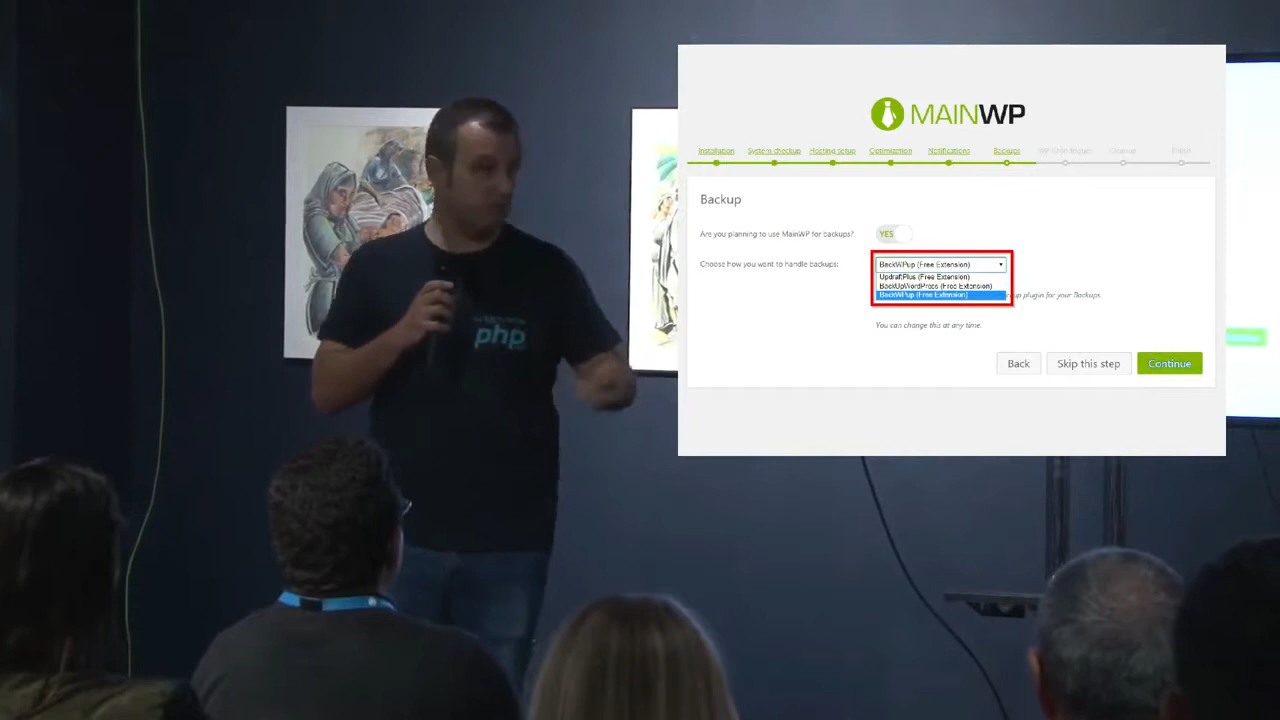 MAINWP
Installation System checkup Hosting setup Optimization Notifications Backups Cleanup Finish
Backup
Are you planning to use MainWP for backups? YES
Choose how you want to handle backups: BackWPup (Free Extension)
UpdraftPlus (Free Extension)
BackUpWordPress (Free Extension)
BackWPup (Free Extension) plugin for your Backups.
You can change this at any time.
Back Skip this step Continue
php